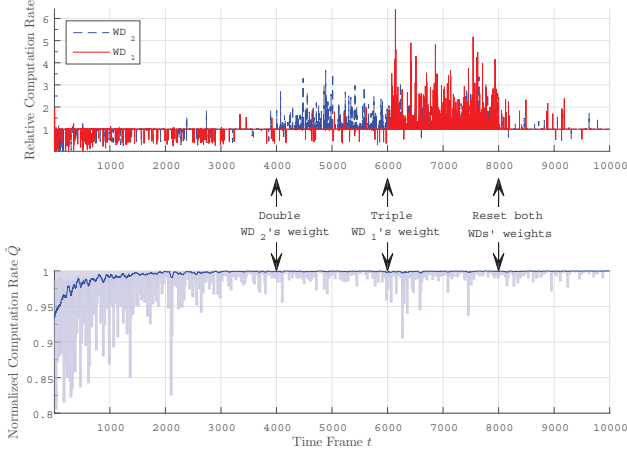 Relative Computation Rate
6
5
4
3
2
1
WD 2
WD 1
1000 2000 3000 4000 5000 6000 7000 8000 9000 10000
Double Triple Reset both
WD 2's weight WD 1's weight WDs' weights
Normalized Computation Rate Q̂
1
0.95
0.9
0.85
0.8
0 1000 2000 3000 4000 5000 6000 7000 8000 9000 10000
Time Frame t